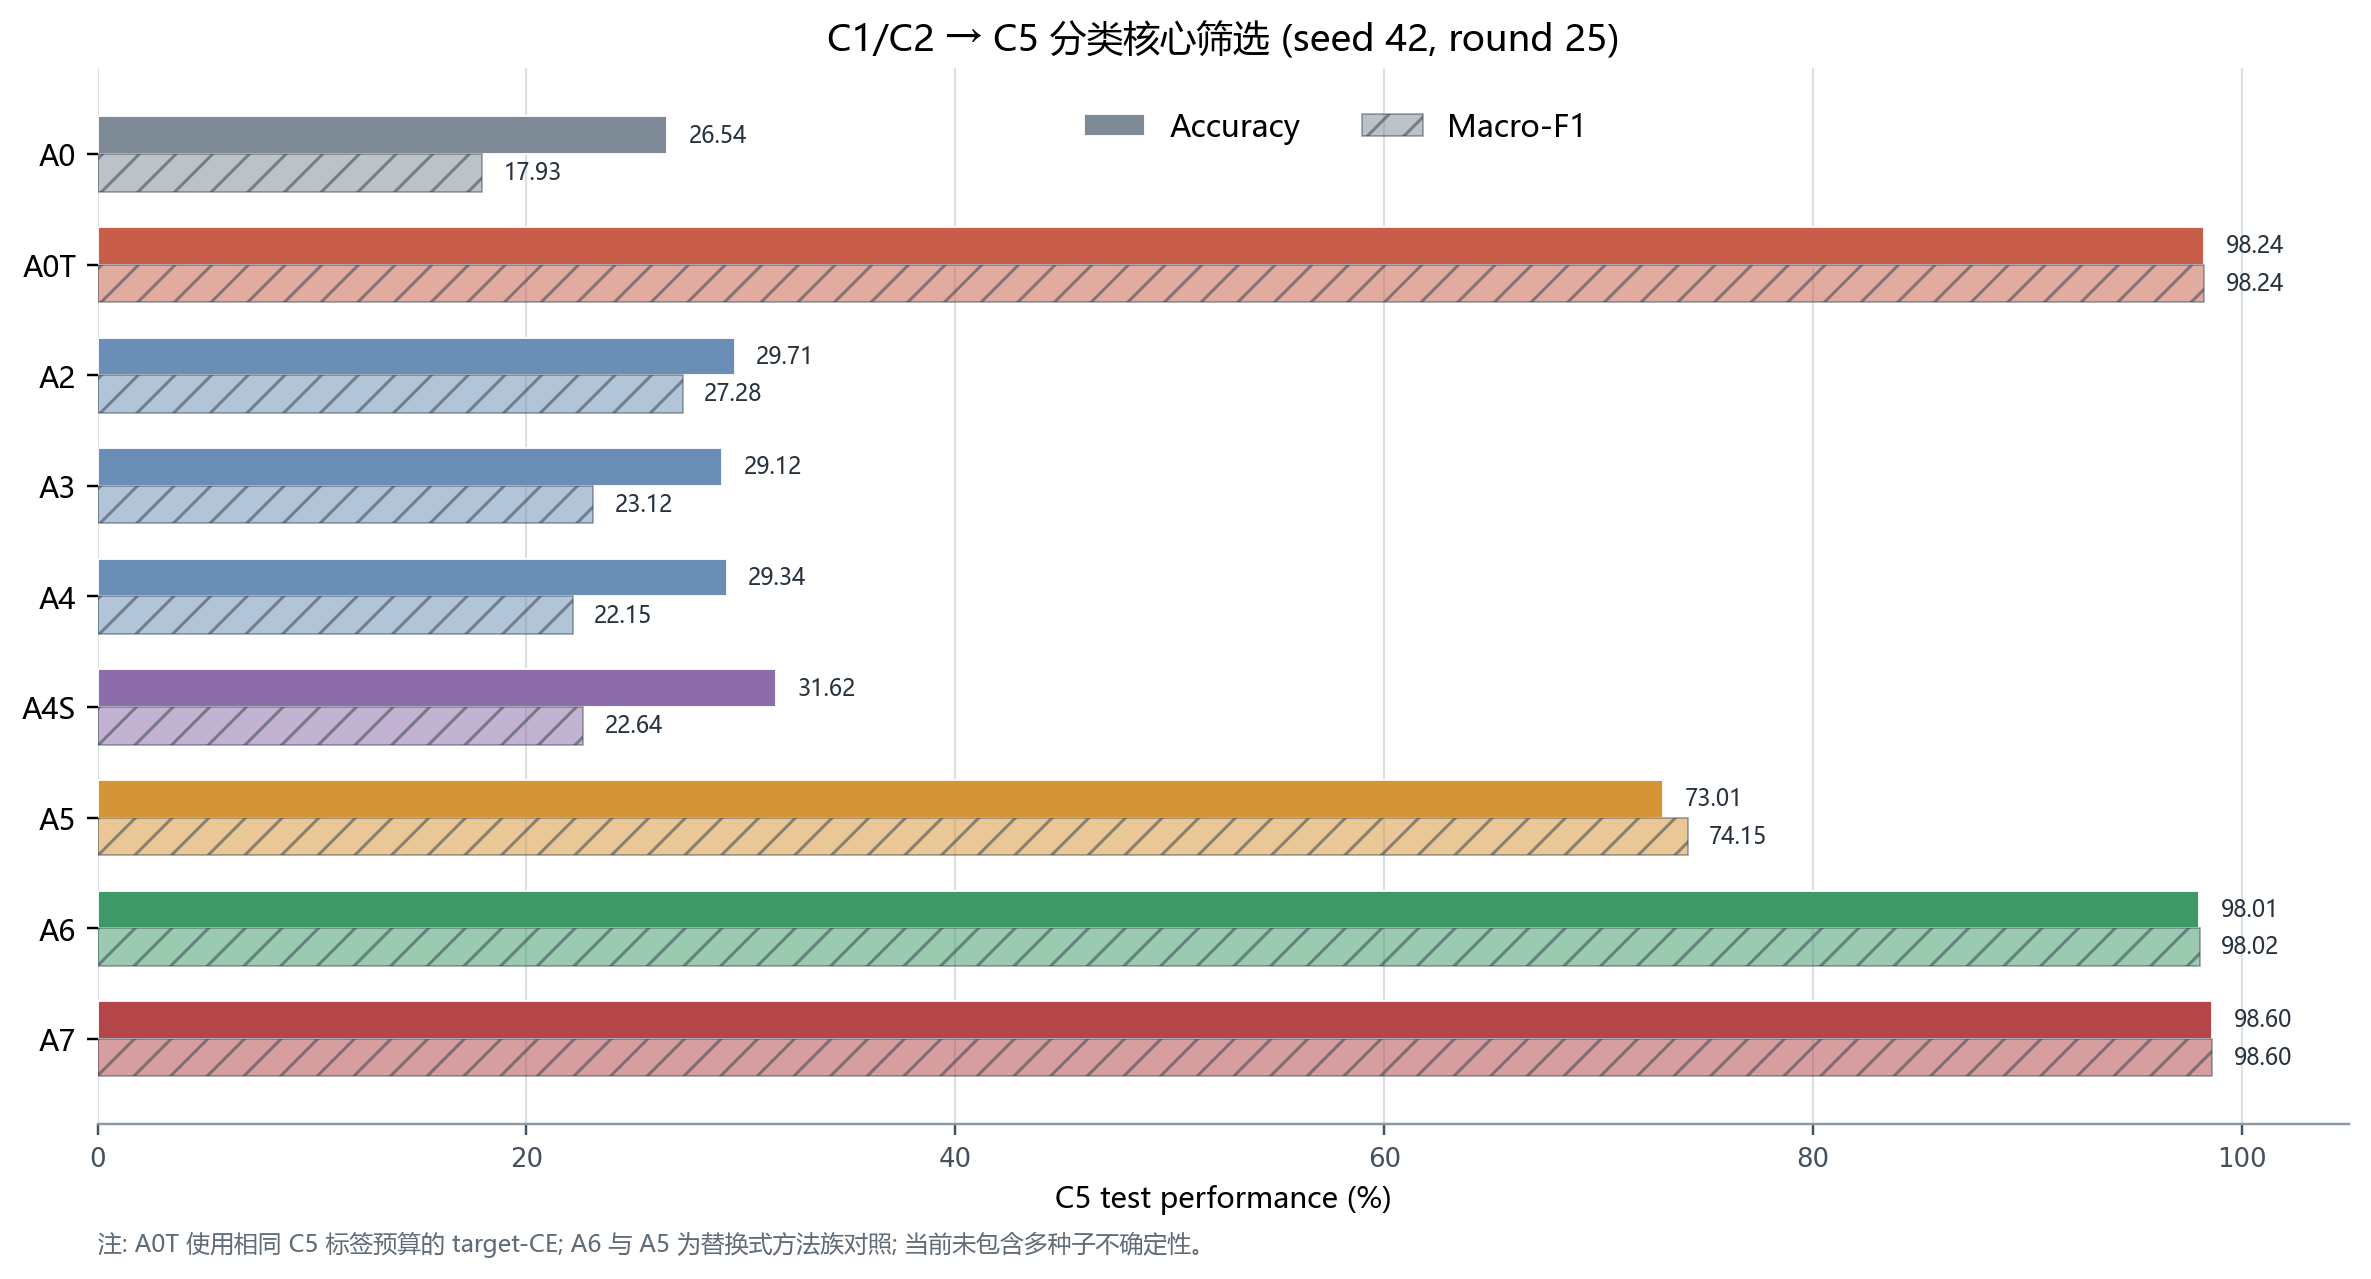 C1/C2 → C5 分类核心筛选 (seed 42, round 25)
Accuracy
Macro-F1
A0
26.54
17.93
A0T
98.24
98.24
A2
29.71
27.28
A3
29.12
23.12
A4
29.34
22.15
A4S
31.62
22.64
A5
73.01
74.15
A6
98.01
98.02
A7
98.60
98.60
0
20
40
60
80
100
C5 test performance (%)
注: A0T 使用相同 C5 标签预算的 target-CE; A6 与 A5 为替换式方法族对照; 当前未包含多种子不确定性。